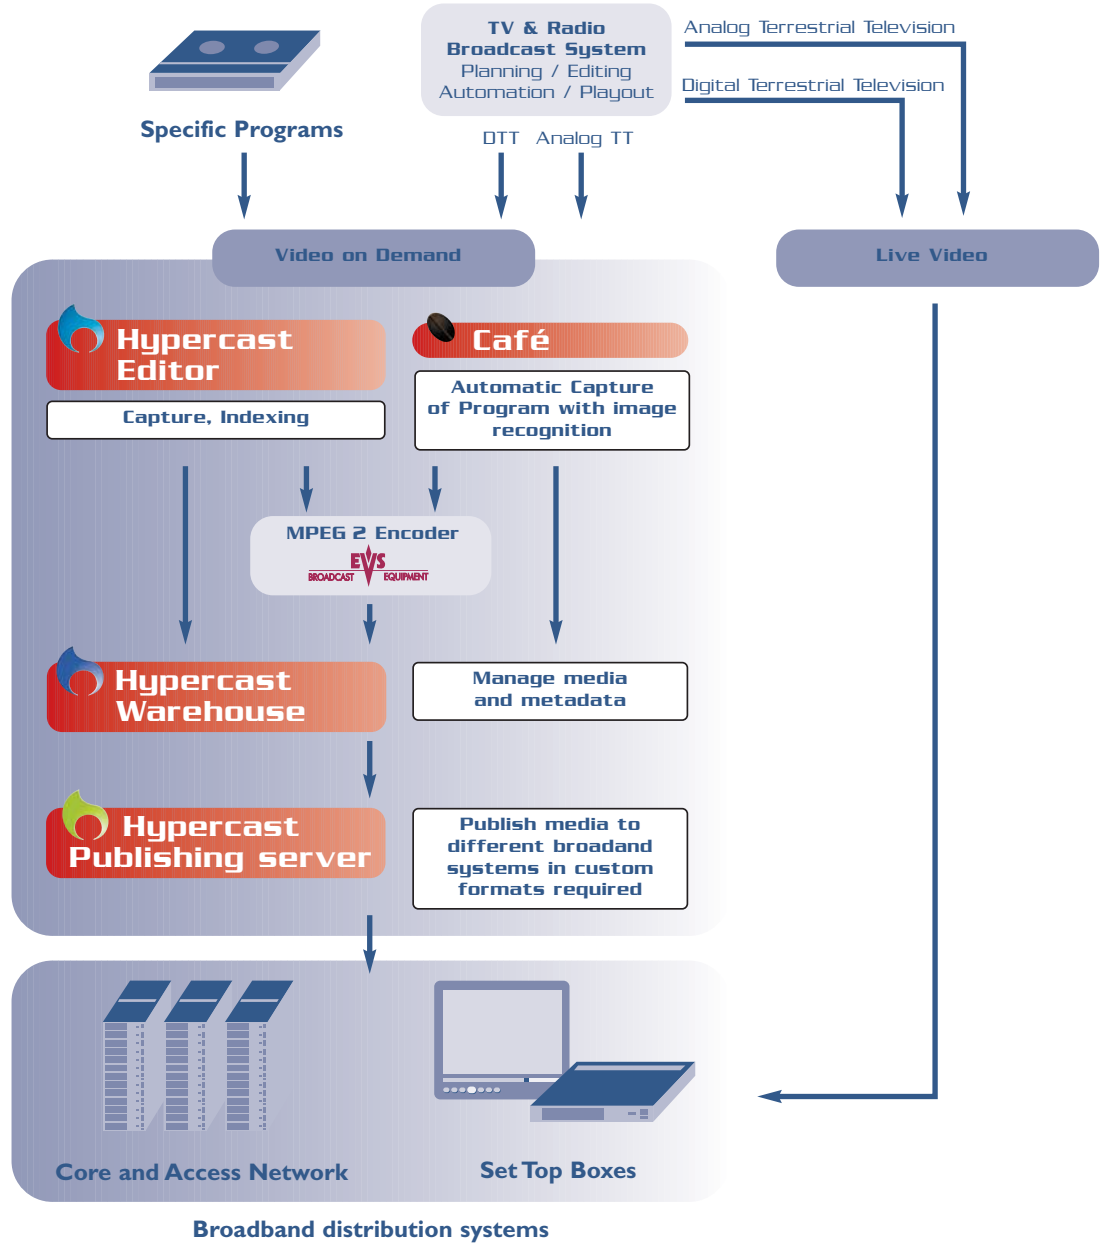 TV & Radio
Broadcast System
Planning / Editing
Automation / Playout
Analog Terrestrial Television
Digital Terrestrial Television
Specific Programs
DTT Analog TT
Video on Demand
Live Video
Hypercast
Editor
Capture, Indexing
Café
Automatic Capture
of Program with image
recognition
MPEG 2 Encoder
EVS
BROADCAST EQUIPMENT
Hypercast
Warehouse
Manage media
and metadata
Hypercast
Publishing server
Publish media to
different broadand
systems in custom
formats required
Core and Access Network
Set Top Boxes
Broadband distribution systems